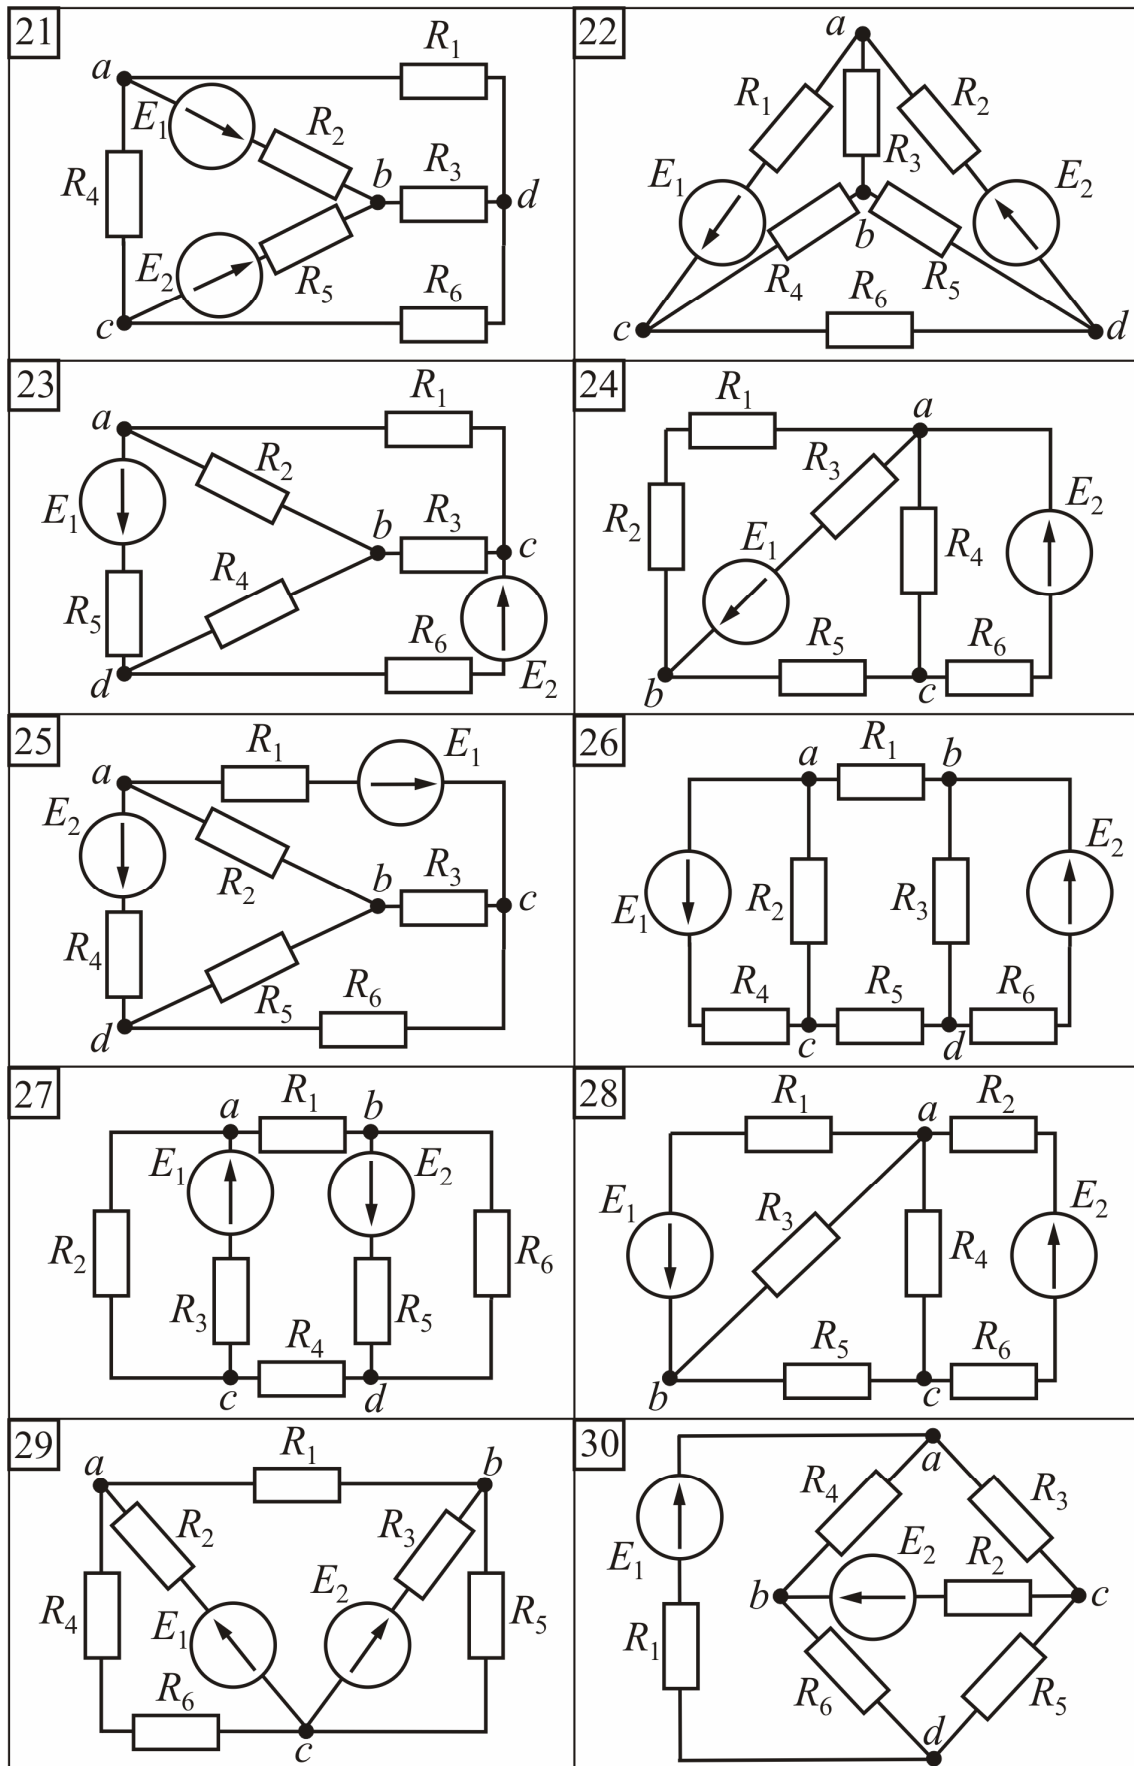 21
a R₁
E₁ R₂
R₄ b R₃ d
E₂ R₅ R₆
c
22
a
R₁ R₂
R₃
E₁ E₂
b
R₄ R₆ R₅
c d
23
a R₁
R₂
E₁ b R₃ c
R₄
R₅ R₆
d E₂
24
R₁ a
R₃
R₂ E₁ R₄ E₂
R₅ R₆
b c
25
a R₁ E₁
E₂
R₂ b R₃ c
R₄
R₅ R₆
d
26
a R₁ b
E₂
E₁ R₂ R₃
R₄ R₅ R₆
c d
27
a R₁ b
E₁ E₂
R₂ R₆
R₃ R₅
R₄
c d
28
R₁ a R₂
E₁ R₃ E₂
R₄
R₅ R₆
b c
29
a R₁ b
R₂ R₃
E₂
R₄ E₁ R₅
R₆
c
30
a
R₄ R₃
E₁ E₂ R₂
b c
R₁
R₆ R₅
d